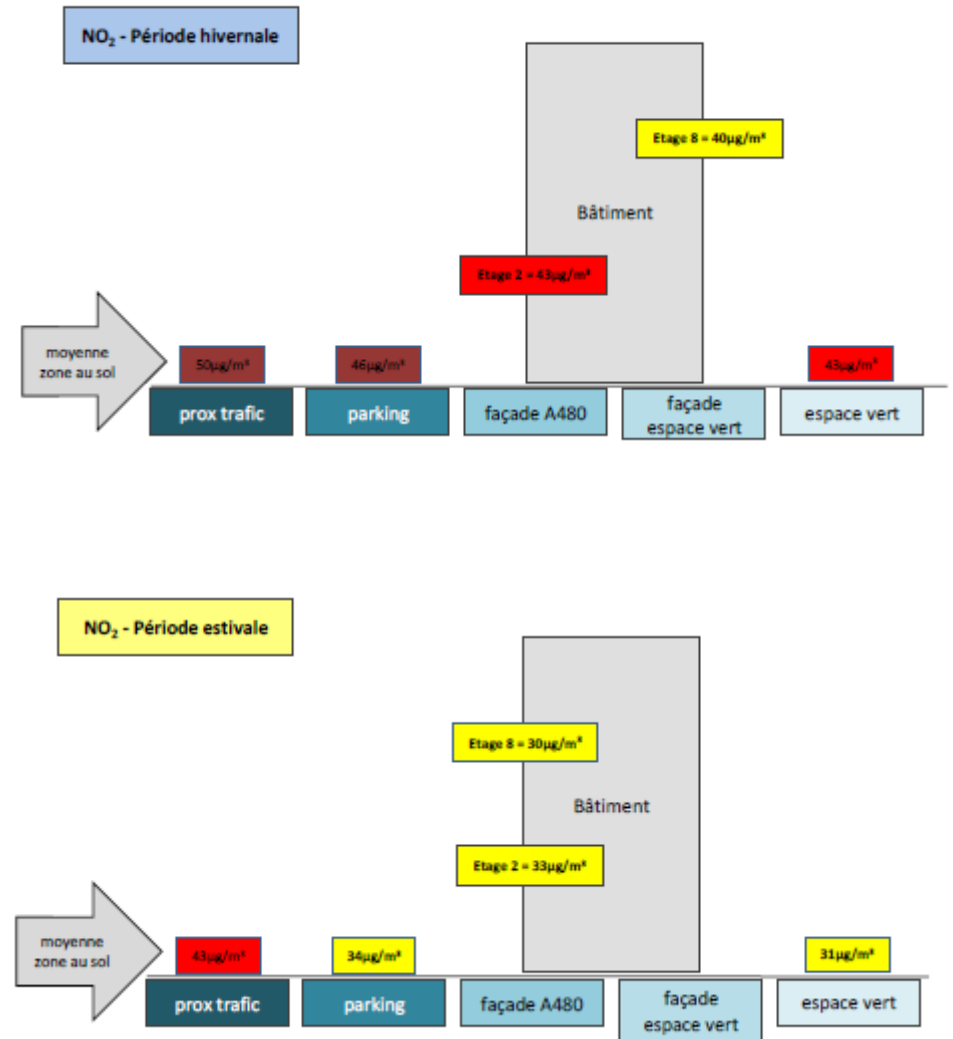 NO₂ - Période hivernale
Etage 8 = 40µg/m³
Bâtiment
Etage 2 = 43µg/m³
moyenne
zone au sol
50µg/m³
46µg/m³
43µg/m³
prox trafic
parking
façade A480
façade
espace vert
espace vert
NO₂ - Période estivale
Etage 8 = 30µg/m³
Bâtiment
Etage 2 = 33µg/m³
moyenne
zone au sol
43µg/m³
34µg/m³
31µg/m³
prox trafic
parking
façade A480
façade
espace vert
espace vert